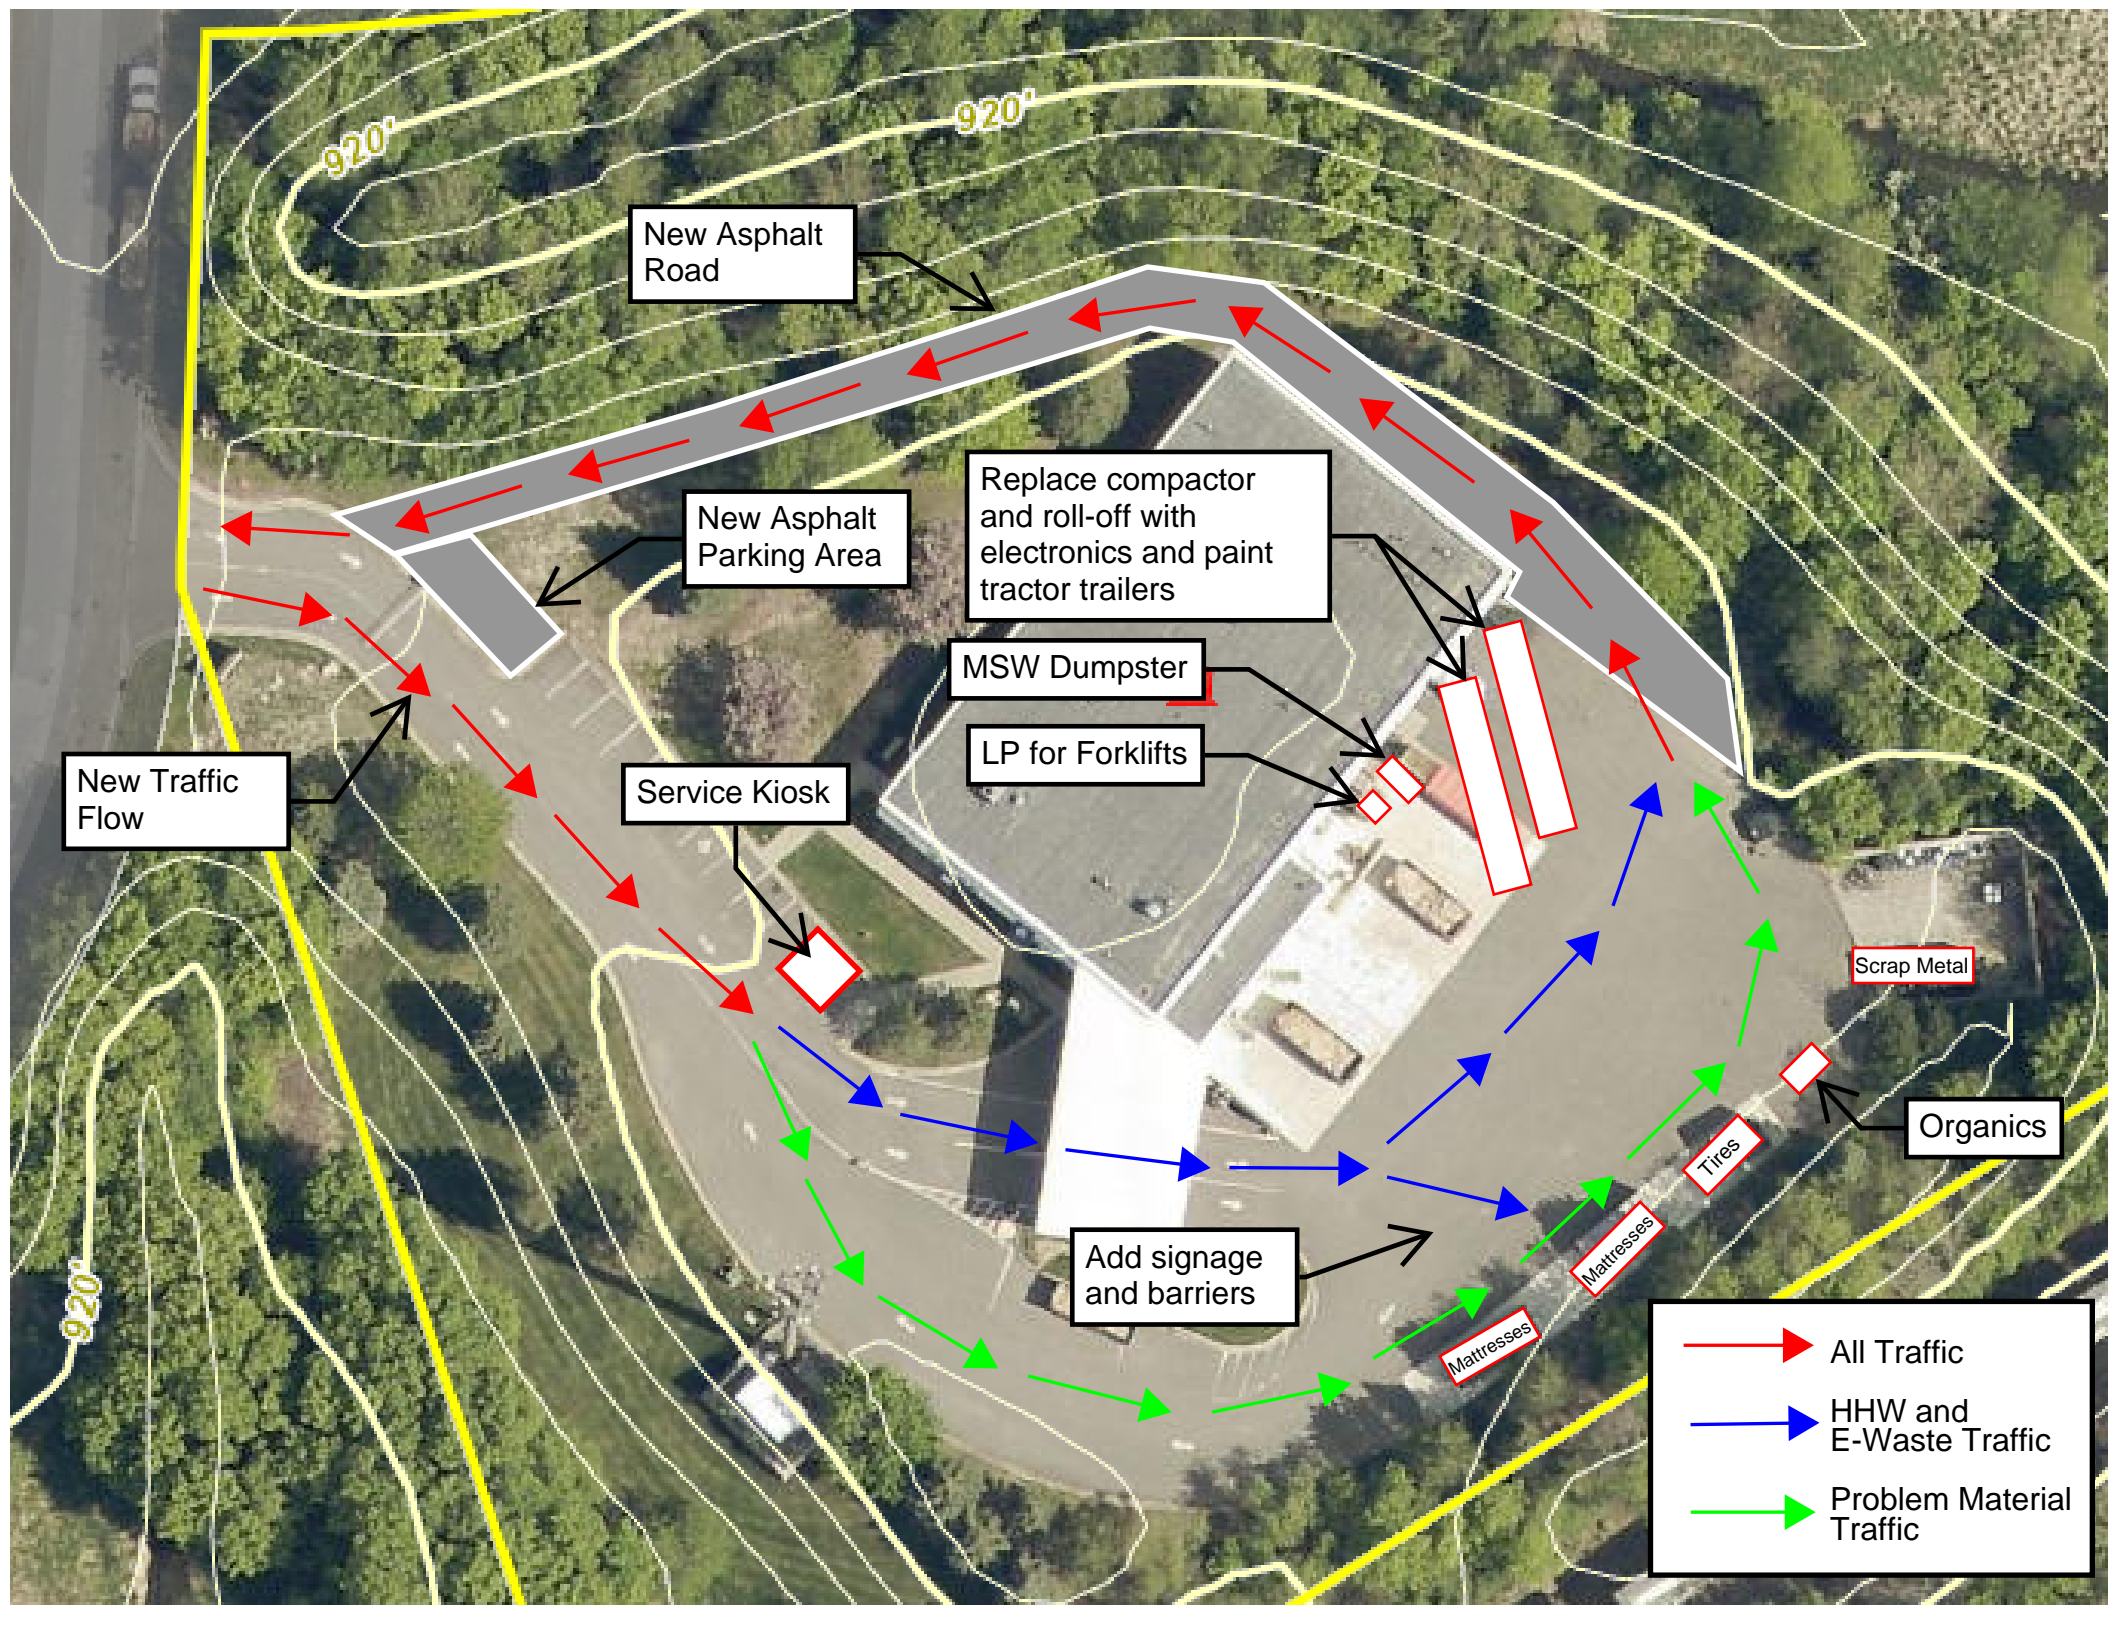 920'
920'
New Asphalt
Road
Replace compactor
and roll-off with
electronics and paint
tractor trailers
New Asphalt
Parking Area
MSW Dumpster
LP for Forklifts
New Traffic
Flow
Service Kiosk
Scrap Metal
Organics
Tires
Mattresses
Mattresses
Add signage
and barriers
920'
All Traffic
HHW and
E-Waste Traffic
Problem Material
Traffic